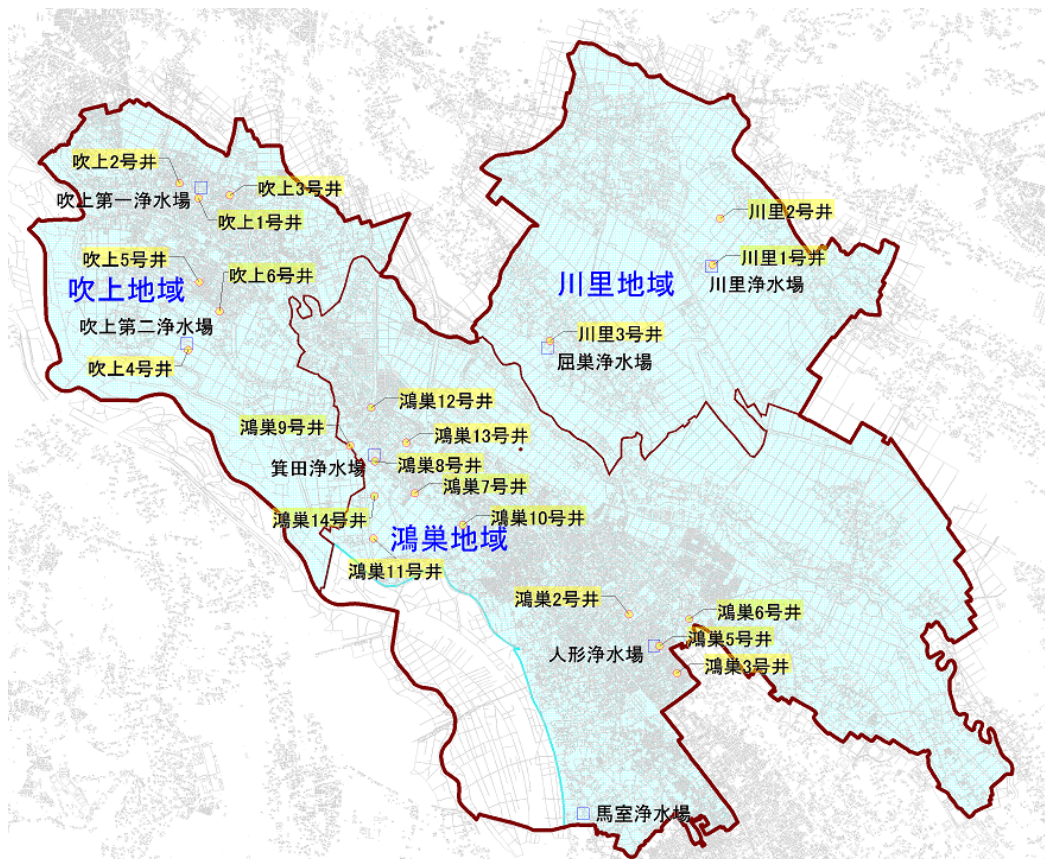 吹上2号井
吹上第一浄水場
吹上3号井
吹上1号井
吹上5号井
吹上6号井
吹上地域
吹上第二浄水場
吹上4号井
川里2号井
川里1号井
川里浄水場
川里地域
川里3号井
屈巣浄水場
鴻巣12号井
鴻巣9号井
鴻巣13号井
箕田浄水場
鴻巣8号井
鴻巣7号井
鴻巣14号井
鴻巣10号井
鴻巣地域
鴻巣11号井
鴻巣2号井
鴻巣6号井
人形浄水場
鴻巣5号井
鴻巣3号井
馬室浄水場